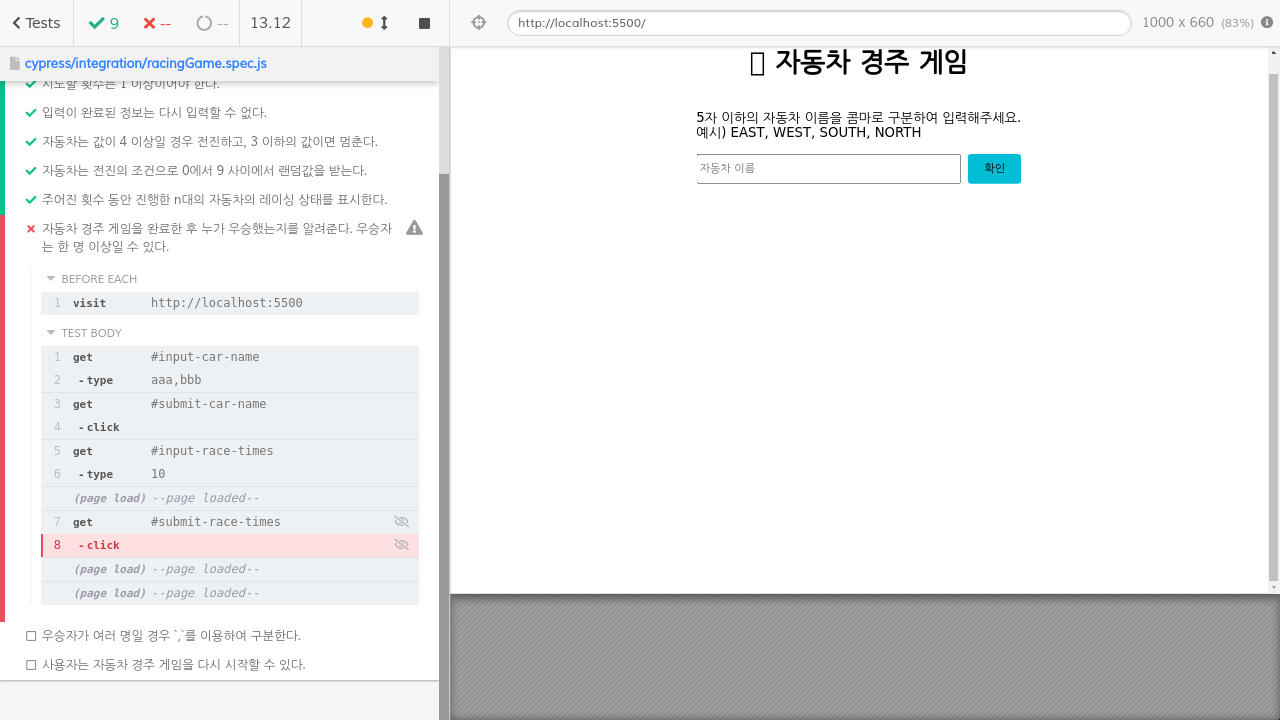 Tests
9
--
--
13.12
cypress/integration/racingGame.spec.js
시도할 횟수는 1 이상이어야 한다.
입력이 완료된 정보는 다시 입력할 수 없다.
자동차는 값이 4 이상일 경우 전진하고, 3 이하의 값이면 멈춘다.
자동차는 전진의 조건으로 0에서 9 사이에서 랜덤값을 받는다.
주어진 횟수 동안 진행한 n대의 자동차의 레이싱 상태를 표시한다.
자동차 경주 게임을 완료한 후 누가 우승했는지를 알려준다. 우승자
는 한 명 이상일 수 있다.
BEFORE EACH
1 visit http://localhost:5500
TEST BODY
1 get #input-car-name
2 -type aaa,bbb
3 get #submit-car-name
4 -click
5 get #input-race-times
6 -type 10
(page load) --page loaded--
7 get #submit-race-times
8 -click
(page load) --page loaded--
(page load) --page loaded--
우승자가 여러 명일 경우 `,`를 이용하여 구분한다.
사용자는 자동차 경주 게임을 다시 시작할 수 있다.
http://localhost:5500/
1000 x 660 (83%)
자동차 경주 게임
5자 이하의 자동차 이름을 콤마로 구분하여 입력해주세요.
예시) EAST, WEST, SOUTH, NORTH
자동차 이름
확인